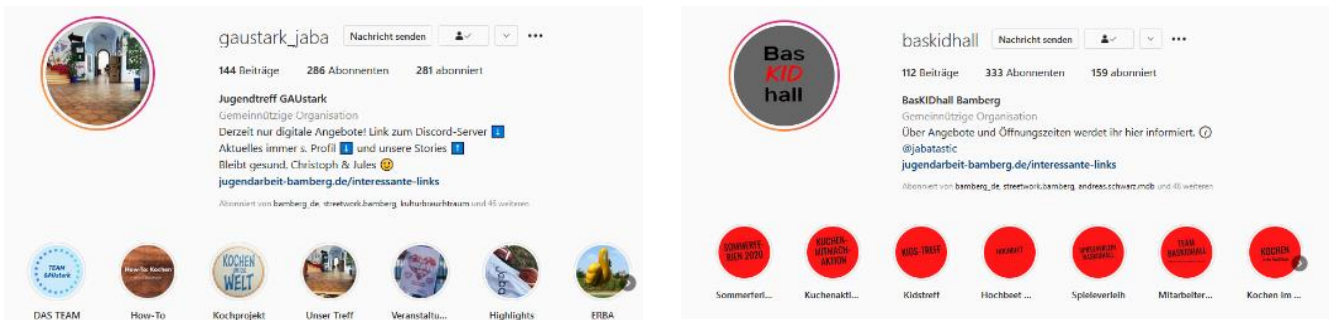 gaustark_jaba Nachricht senden
144 Beiträge 286 Abonnenten 281 abonniert
Jugendtreff GAUstark
Gemeinnützige Organisation
Derzeit nur digitale Angebote! Link zum Discord-Server
Aktuelles immer s. Profil und unsere Stories
Bleibt gesund, Christoph & Jules
jugendarbeit-bamberg.de/interessante-links
Abonniert von bamberg_de, streetwork.bamberg, kulturbrauchtraum und 46 weiteren
TEAM
GAUstark
How-To: Kochen
KOCHEN
WELT
Jaba
DAS TEAM How-To Kochprojekt Unser Treff Veranstaltu... Highlights ERBA
Bas
KID
hall
baskidhall Nachricht senden
112 Beiträge 333 Abonnenten 159 abonniert
BasKIDhall Bamberg
Gemeinnützige Organisation
Über Angebote und Öffnungszeiten werdet ihr hier informiert.
@jabatastic
jugendarbeit-bamberg.de/interessante-links
Abonniert von bamberg_de, streetwork.bamberg, andreas.schwarz.mdb und 48 weiteren
SOMMERFE-
RIEN 2020
KUCHEN-
MITMACH-
AKTION
KIDS-TREFF
HOCHBEET
SPIELEVERLEIH
BASKIDHALL
TEAM
BASKIDHALL
KOCHEN
Sommerferi... Kuchenakti... Kidstreff Hochbeet ... Spieleverleih Mitarbeiter... Kochen im ...